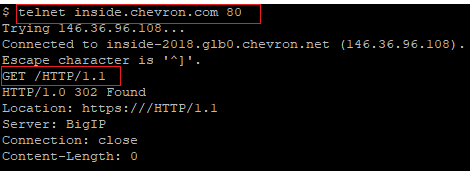 $ telnet inside.chevron.com 80
Trying 146.36.96.108...
Connected to inside-2018.glb0.chevron.net (146.36.96.108).
Escape character is '^]'.
GET /HTTP/1.1
HTTP/1.0 302 Found
Location: https:///HTTP/1.1
Server: BigIP
Connection: close
Content-Length: 0